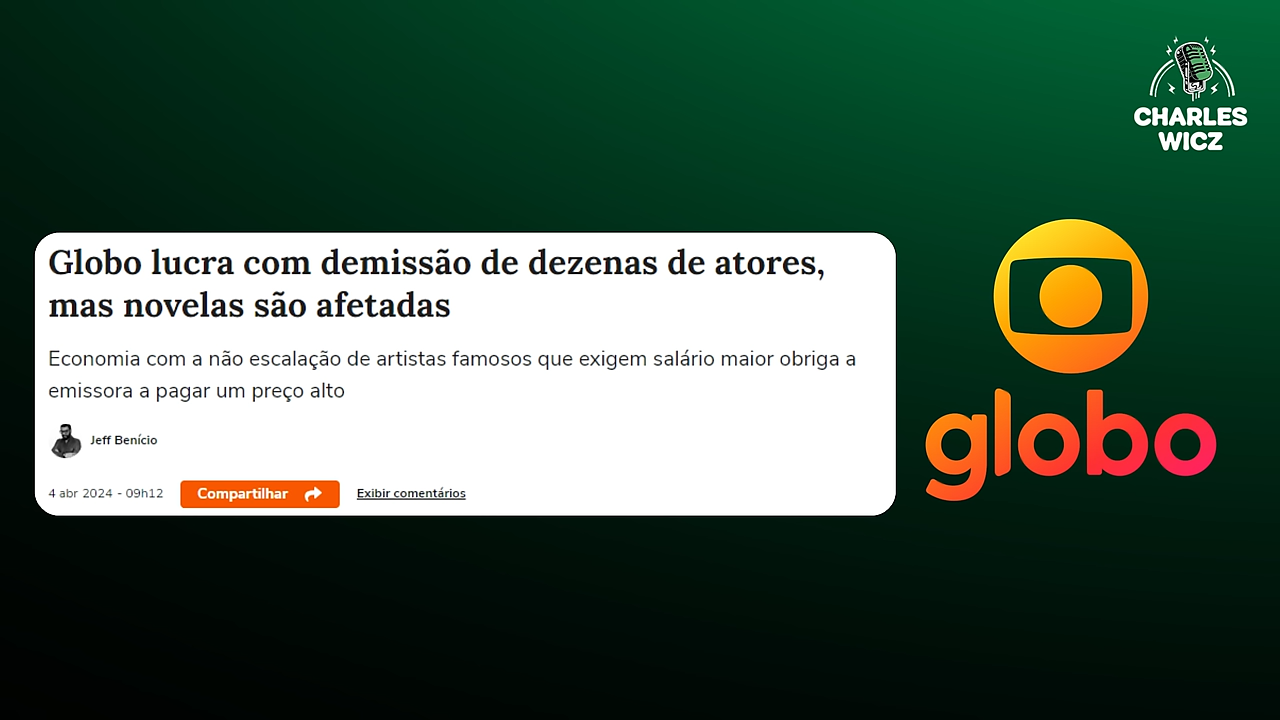 CHARLES
WICZ
Globo lucra com demissão de dezenas de atores,
mas novelas são afetadas
Economia com a não escalação de artistas famosos que exigem salário maior obriga a
emissora a pagar um preço alto
Jeff Benício
4 abr 2024 - 09h12
Compartilhar
Exibir comentários
globo